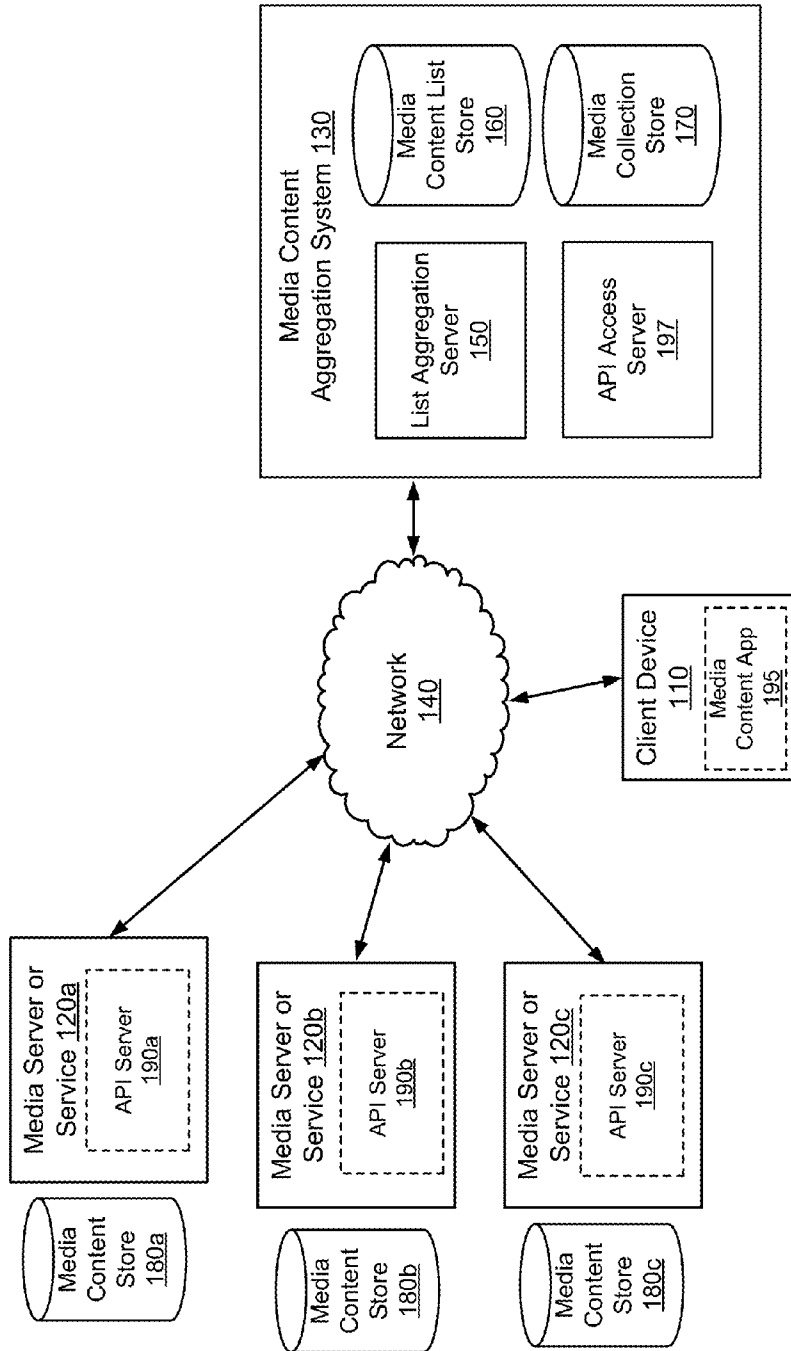 Media
Content
Store
180a
Media Server or
Service 120a
API Server
190a
Media
Content
Store
180b
Media Server or
Service 120b
API Server
190b
Media
Content
Store
180c
Media Server or
Service 120c
API Server
190c
Network
140
Client Device
110
Media
Content App
195
Media Content
Aggregation System 130
List Aggregation
Server
150
Media
Content List
Store
160
API Access
Server
197
Media
Collection
Store
170